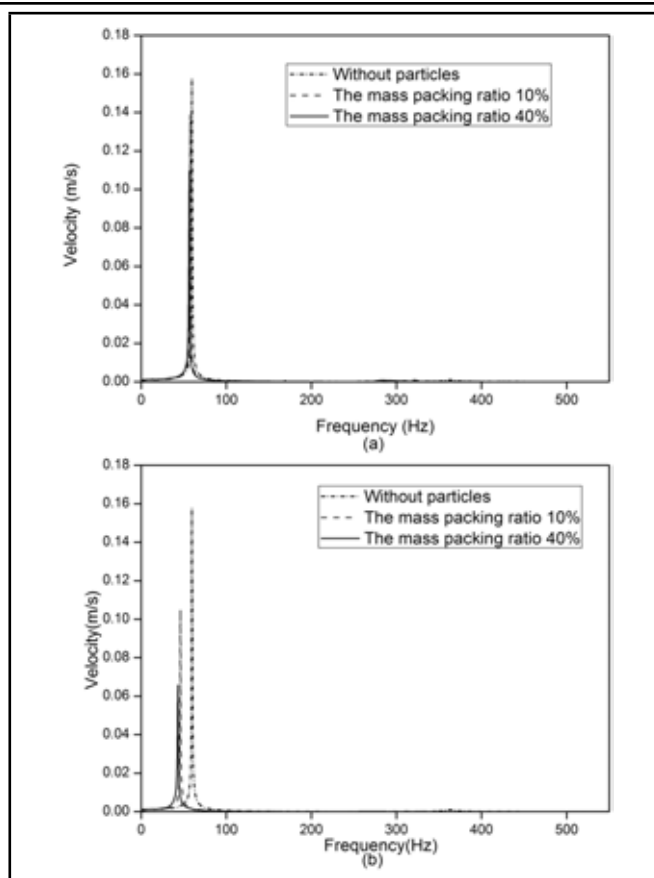 0.18
0.16
0.14
0.12
0.10
0.08
0.06
0.04
0.02
0.00
Velocity (m/s)
Without particles
The mass packing ratio 10%
The mass packing ratio 40%
0 100 200 300 400 500
Frequency (Hz)
(a)
0.18
0.16
0.14
0.12
0.10
0.08
0.06
0.04
0.02
0.00
Velocity(m/s)
Without particles
The mass packing ratio 10%
The mass packing ratio 40%
0 100 200 300 400 500
Frequency(Hz)
(b)